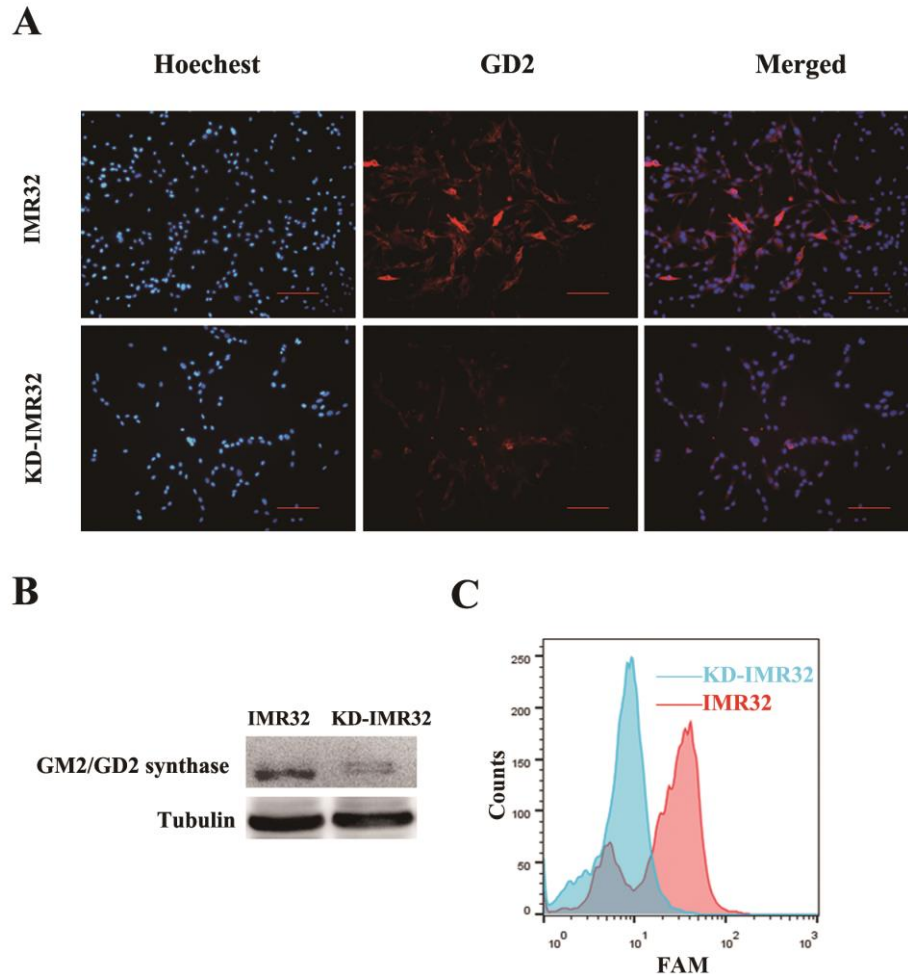 A
Hoechest GD2 Merged
IMR32
KD-IMR32
B
IMR32 KD-IMR32
GM2/GD2 synthase
Tubulin
C
250
200
150
100
50
0
Counts
KD-IMR32
IMR32
10⁰ 10¹ 10² 10³
FAM